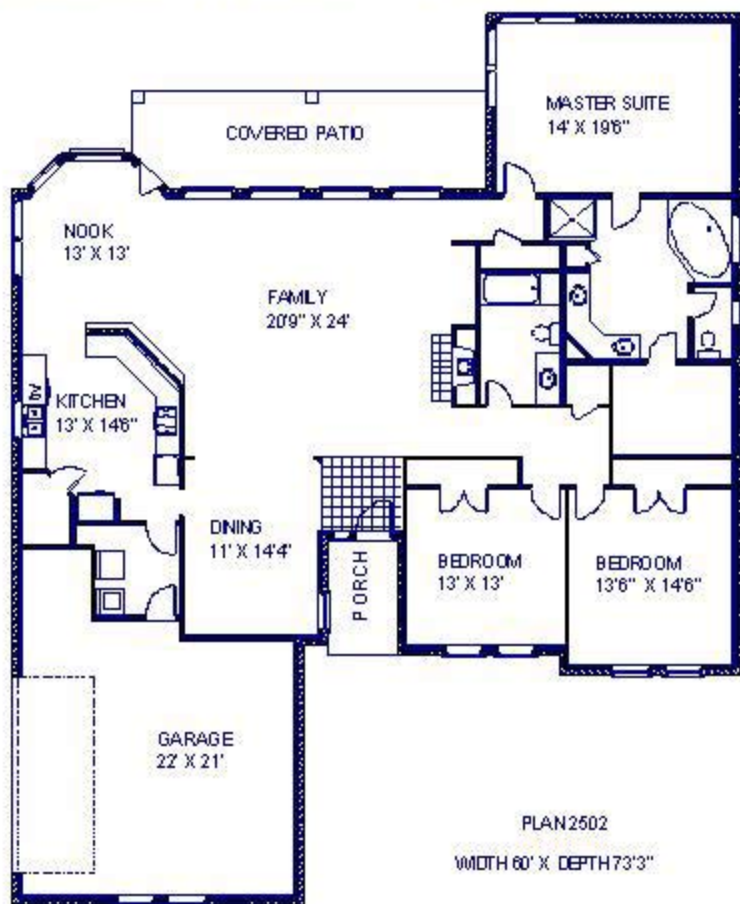 MASTER SUITE
14' X 19'6"
COVERED PATIO
NOOK
13' X 13'
FAMILY
20'9" X 24'
KITCHEN
13' X 14'6"
DINING
11' X 14'4"
PORCH
BEDROOM
13' X 13'
BEDROOM
13'6" X 14'6"
GARAGE
22' X 21'
PLAN 2502
WIDTH 60' X DEPTH 73'3"